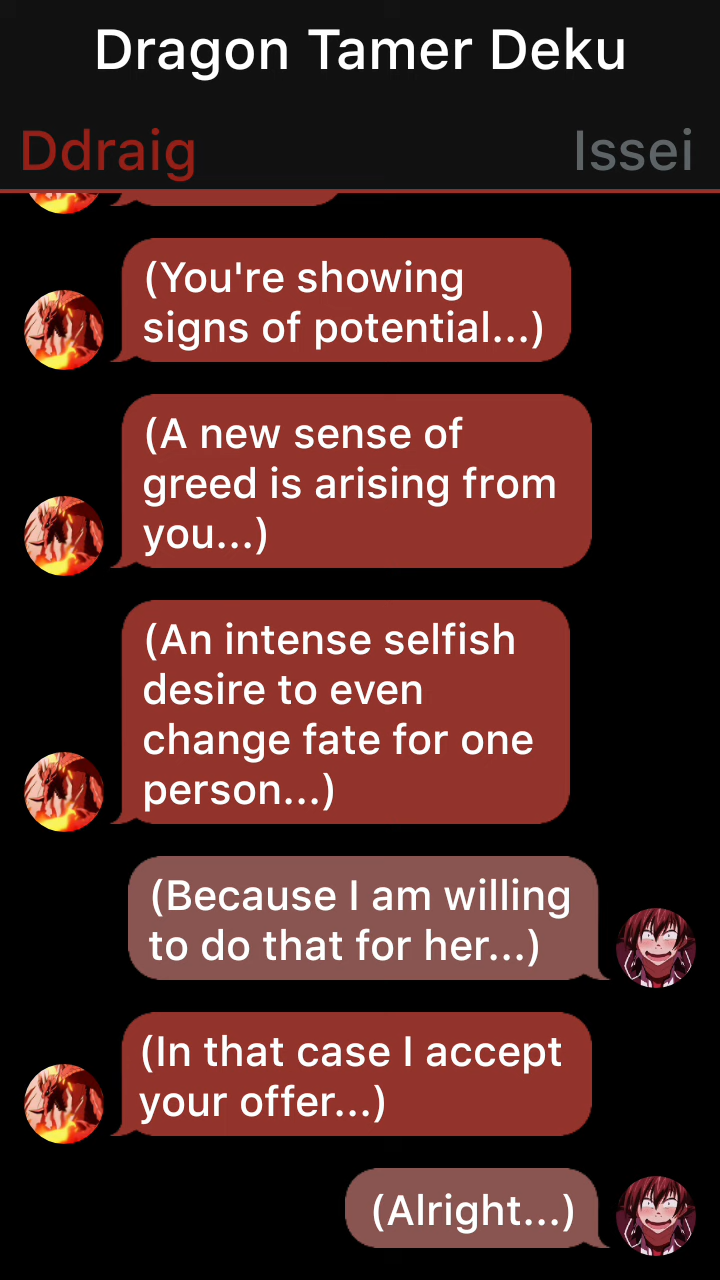 Dragon Tamer Deku
Ddraig
Issei
(You're showing
signs of potential...)
(A new sense of
greed is arising from
you...)
(An intense selfish
desire to even
change fate for one
person...)
(Because I am willing
to do that for her...)
(In that case I accept
your offer...)
(Alright...)